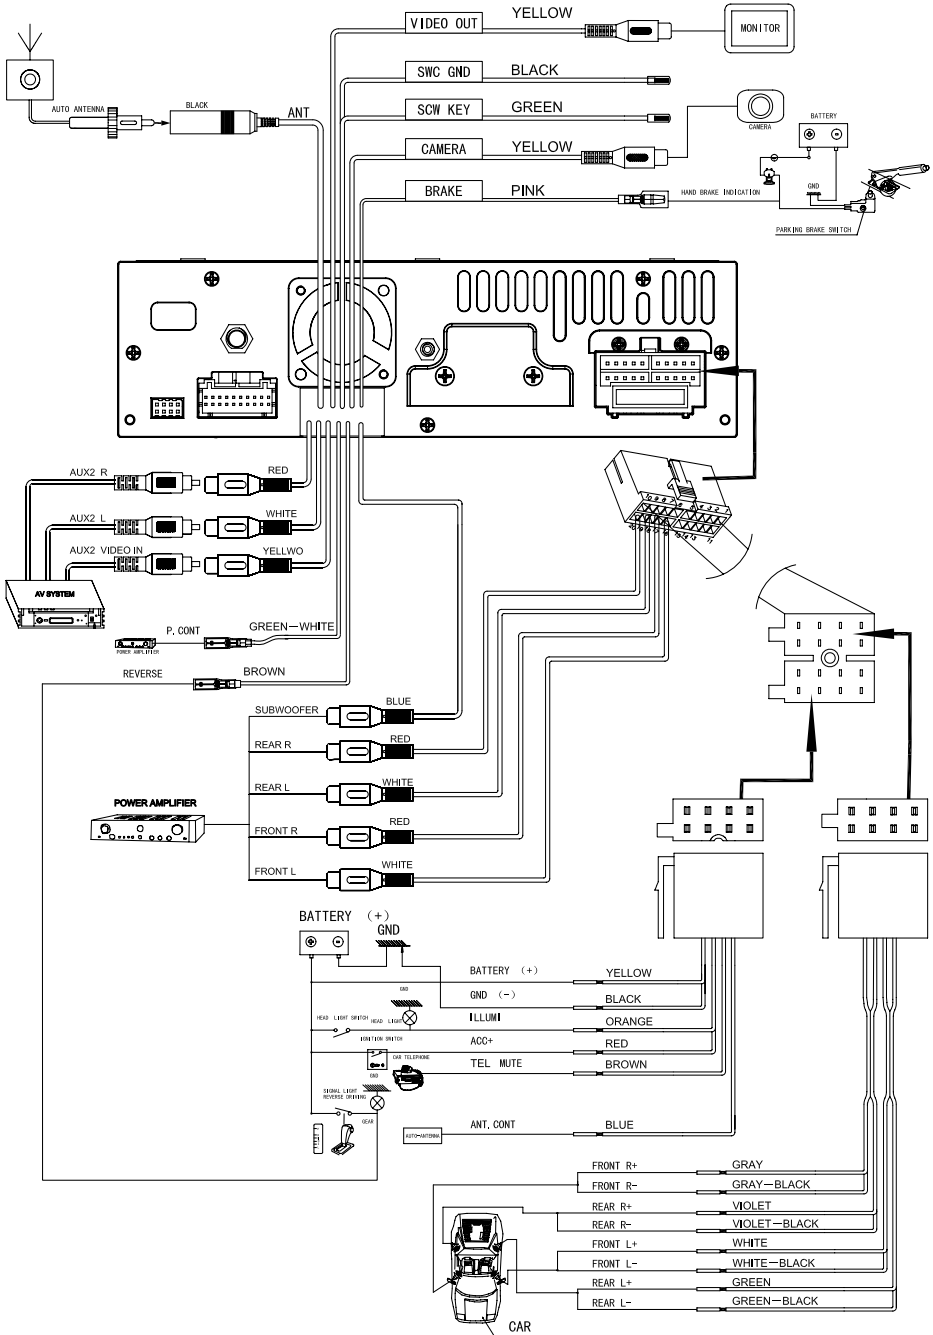 VIDEO OUT
YELLOW
MONITOR
SWC GND
BLACK
AUTO ANTENNA
BLACK
ANT
SCW KEY
GREEN
CAMERA
BATTERY
CAMERA
YELLOW
BRAKE
PINK
HAND BRAKE INDICATION
GND
PARKING BRAKE SWITCH
AUX2 R
RED
AUX2 L
WHITE
AUX2 VIDEO IN
YELLWO
AV SYSTEM
P.CONT
GREEN-WHITE
POWER AMPLIFIER
REVERSE
BROWN
SUBWOOFER
BLUE
REAR R
RED
REAR L
WHITE
POWER AMPLIFIER
FRONT R
RED
FRONT L
WHITE
BATTERY (+)
GND
BATTERY (+)
YELLOW
GND
GND (-)
BLACK
HEAD LIGHT SWITCH
HEAD LIGHT
ILLUMI
ORANGE
IGNITION SWITCH
ACC+
RED
CAR TELEPHONE
GND
TEL MUTE
BROWN
SIGNAL LIGHT
REVERSE DRIVING
GEAR
AUTO-ANTENNA
ANT.CONT
BLUE
FRONT R+
GRAY
FRONT R-
GRAY-BLACK
REAR R+
VIOLET
REAR R-
VIOLET-BLACK
FRONT L+
WHITE
FRONT L-
WHITE-BLACK
REAR L+
GREEN
REAR L-
GREEN-BLACK
CAR